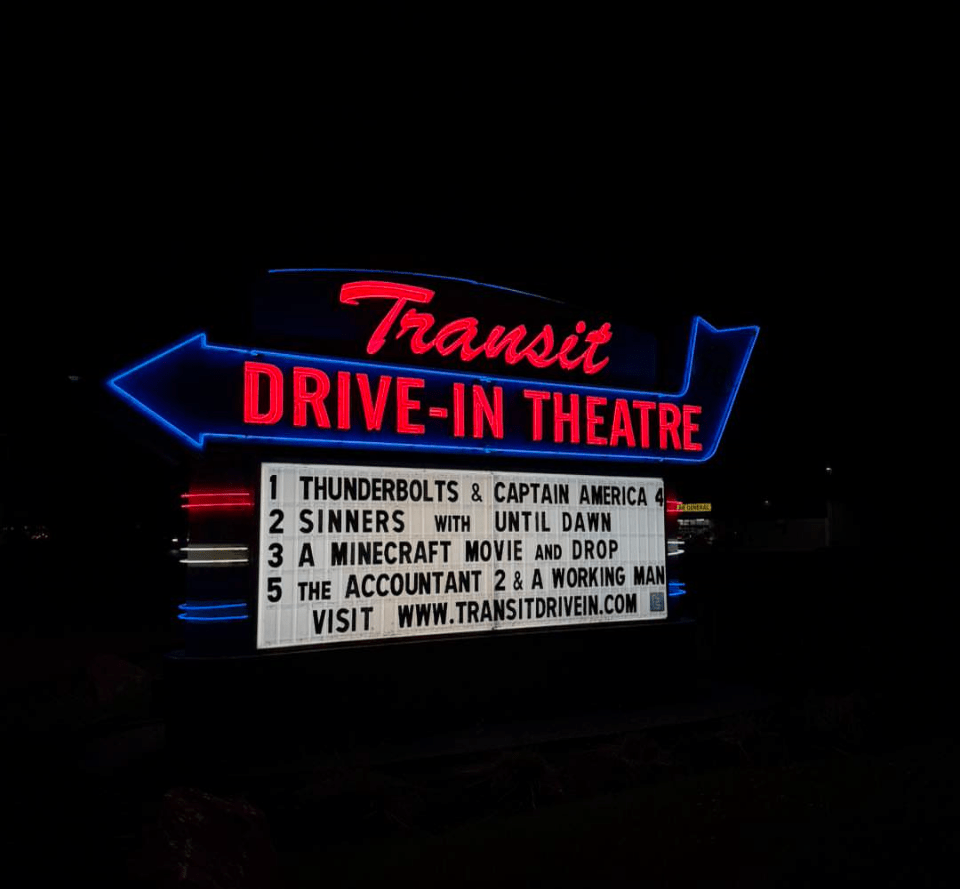 Transit
DRIVE-IN THEATRE
1 THUNDERBOLTS & CAPTAIN AMERICA 4
2 SINNERS WITH UNTIL DAWN
3 A MINECRAFT MOVIE AND DROP
5 THE ACCOUNTANT 2 & A WORKING MAN
VISIT WWW.TRANSITDRIVEIN.COM
GENERAL